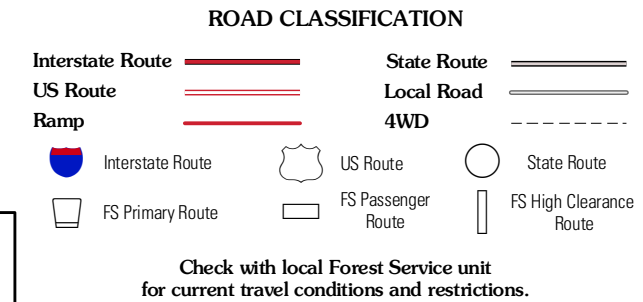 ROAD CLASSIFICATION
Interstate Route
State Route
US Route
Local Road
Ramp
4WD
Interstate Route
US Route
State Route
FS Primary Route
FS Passenger
Route
FS High Clearance
Route
Check with local Forest Service unit
for current travel conditions and restrictions.